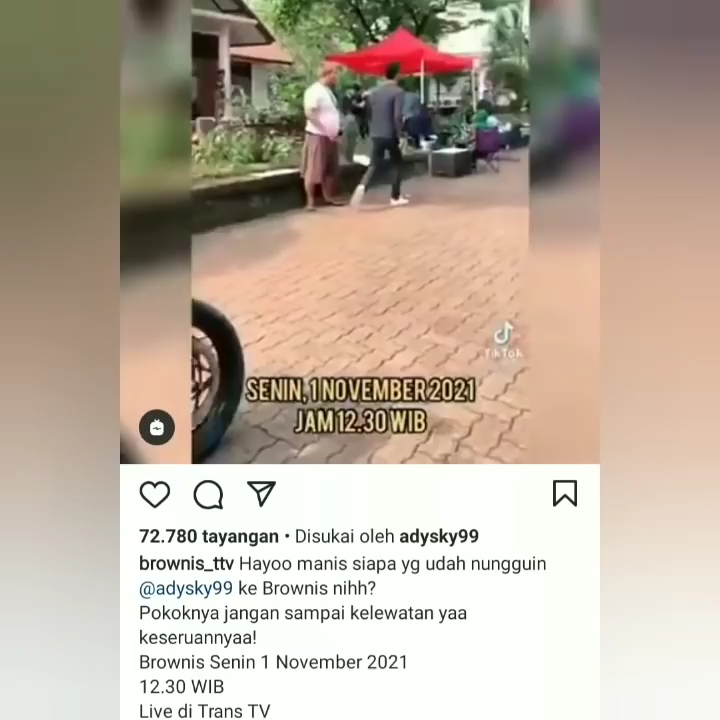 TikTok
SENIN, 1 NOVEMBER 2021
JAM 12.30 WIB
72.780 tayangan • Disukai oleh adysky99
brownis_ttv Hayoo manis siapa yg udah nungguin
@adysky99 ke Brownis nihh?
Pokoknya jangan sampai kelewatan yaa
keseruannyaa!
Brownis Senin 1 November 2021
12.30 WIB
Live di Trans TV